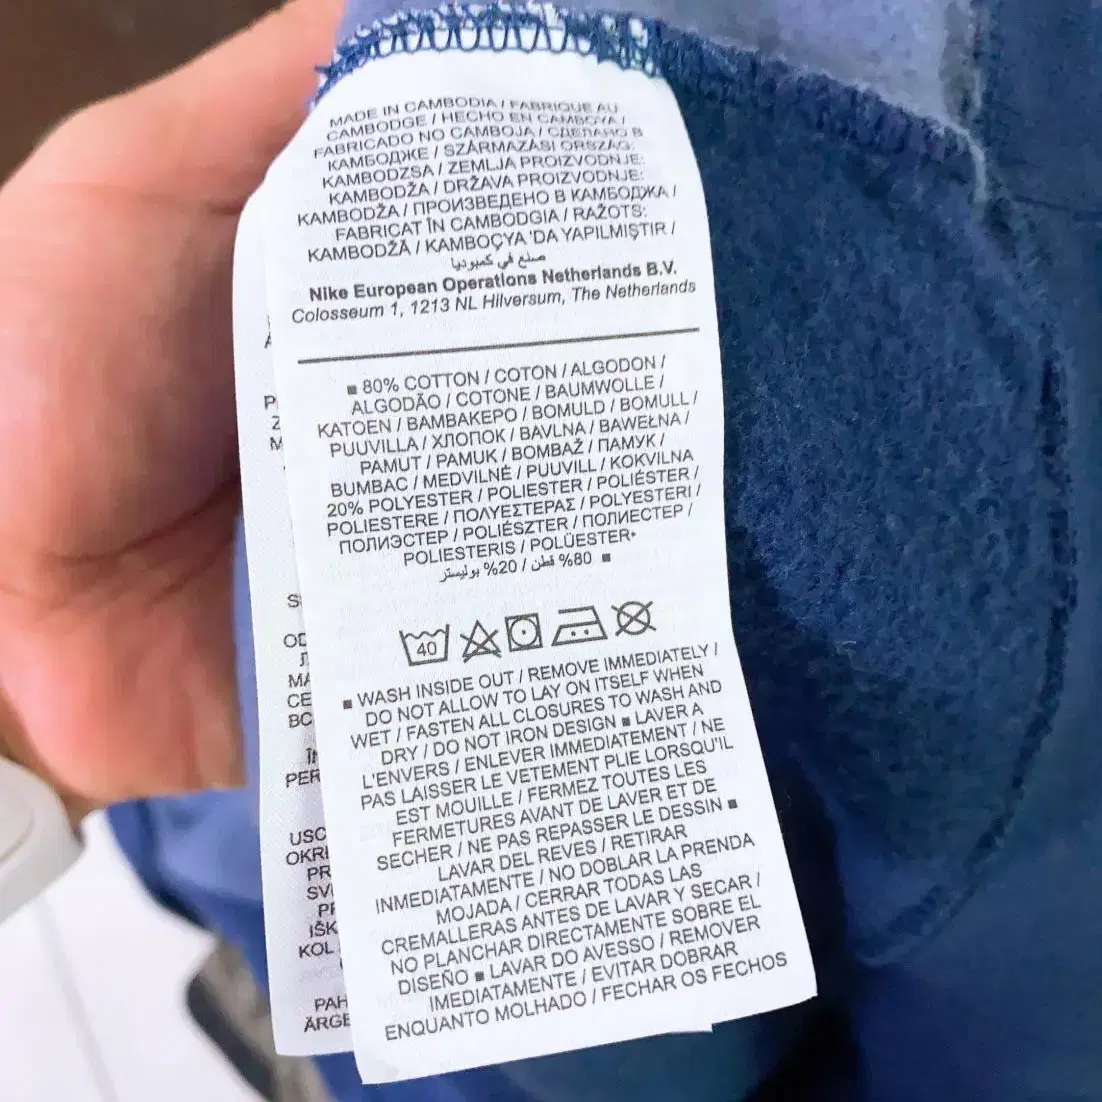 MADE IN CAMBODIA / FABRIQUE AU
CAMBODGE / HECHO EN CAMBOYA /
FABRICADO NO CAMBOJA / СДЕЛАНО В
КАМБОДЖЕ / SZÁRMAZÁSI ORSZÁG:
KAMBODZSA / ZEMLJA PROIZVODNJE:
KAMBODŽA / DRŽAVA PROIZVODNJE:
KAMBODŽA / ПРОИЗВЕДЕНО В КАМБОДЖА /
FABRICAT ÎN CAMBODGIA / RAŽOTS:
KAMBODŽĀ / KAMBOÇYA 'DA YAPILMIŞTIR /
صنع في كمبوديا
Nike European Operations Netherlands B.V.
Colosseum 1, 1213 NL Hilversum, The Netherlands
■ 80% COTTON / COTON / ALGODON /
ALGODÃO / COTONE / BAUMWOLLE /
KATOEN / ΒΑΜΒΑΚΕΡΟ / BOMULD / BOMULL /
PUUVILLA / ХЛОПОК / BAVLNA / BAWEŁNA /
PAMUT / PAMUK / BOMBAŽ / ПАМУК /
BUMBAC / MEDVILNĖ / PUUVILL / KOKVILNA
20% POLYESTER / POLIESTER / POLIÉSTER /
POLIESTERE / ΠΟΛΥΕΣΤΕΡΑΣ / POLYESTERI /
ПОЛИЭСТЕР / POLIÉSZTER / ПОЛИЕСТЕР /
POLIESTERIS / POLÜESTER*
80% قطن / 20% بوليستر ■
40
■ WASH INSIDE OUT / REMOVE IMMEDIATELY /
DO NOT ALLOW TO LAY ON ITSELF WHEN
WET / FASTEN ALL CLOSURES TO WASH AND
DRY / DO NOT IRON DESIGN ■ LAVER A
L'ENVERS / ENLEVER IMMEDIATEMENT / NE
PAS LAISSER LE VETEMENT PLIE LORSQU'IL
EST MOUILLE / FERMEZ TOUTES LES
FERMETURES AVANT DE LAVER ET DE
SECHER / NE PAS REPASSER LE DESSIN ■
LAVAR DEL REVES / RETIRAR
INMEDIATAMENTE / NO DOBLAR LA PRENDA
MOJADA / CERRAR TODAS LAS
CREMALLERAS ANTES DE LAVAR Y SECAR /
NO PLANCHAR DIRECTAMENTE SOBRE EL
DISEÑO ■ LAVAR DO AVESSO / REMOVER
IMEDIATAMENTE / EVITAR DOBRAR
ENQUANTO MOLHADO / FECHAR OS FECHOS